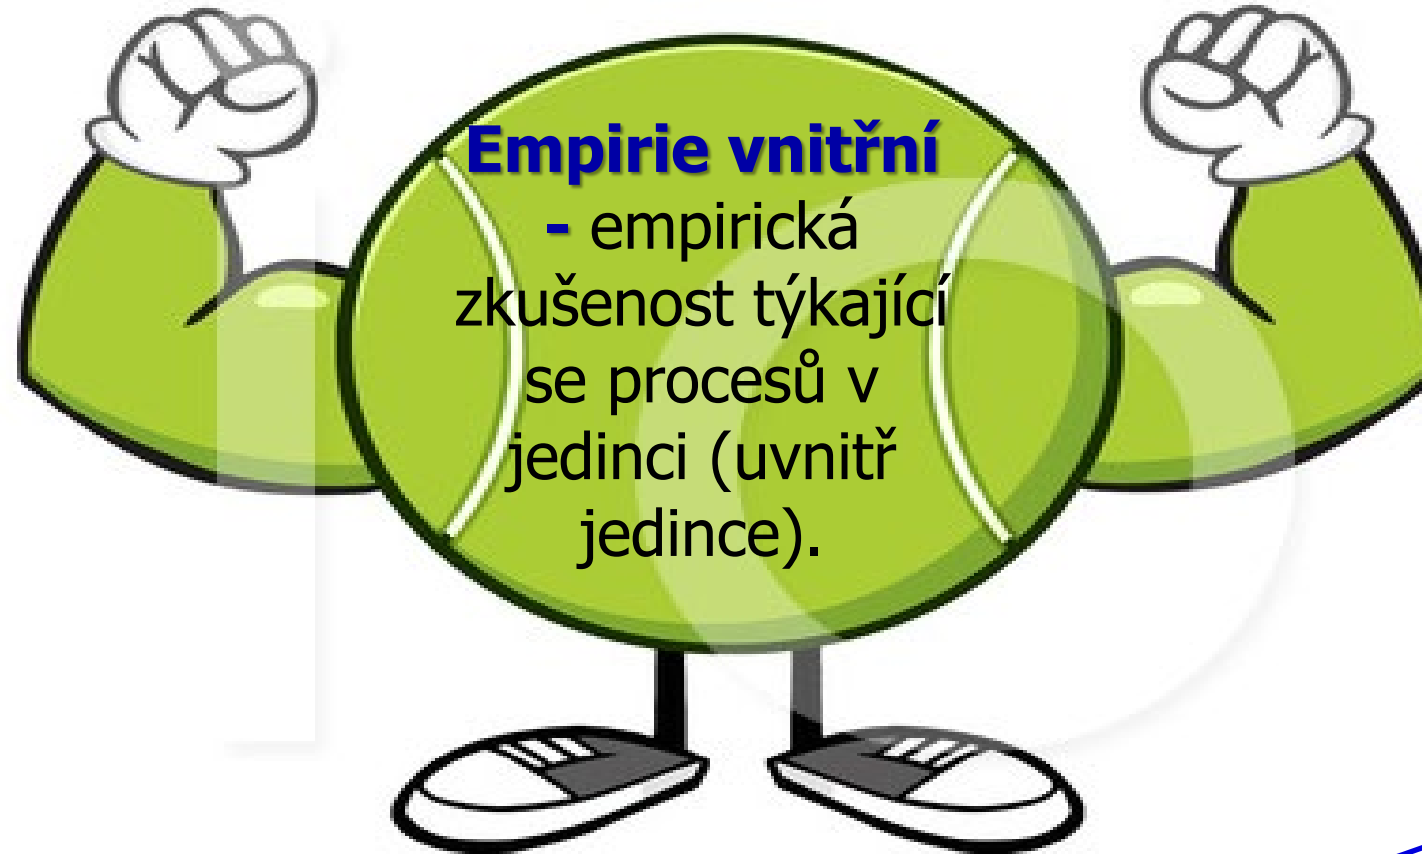 Empirie vnitřní
- empirická
zkušenost týkající
se procesů v
jedinci (uvnitř
jedince).